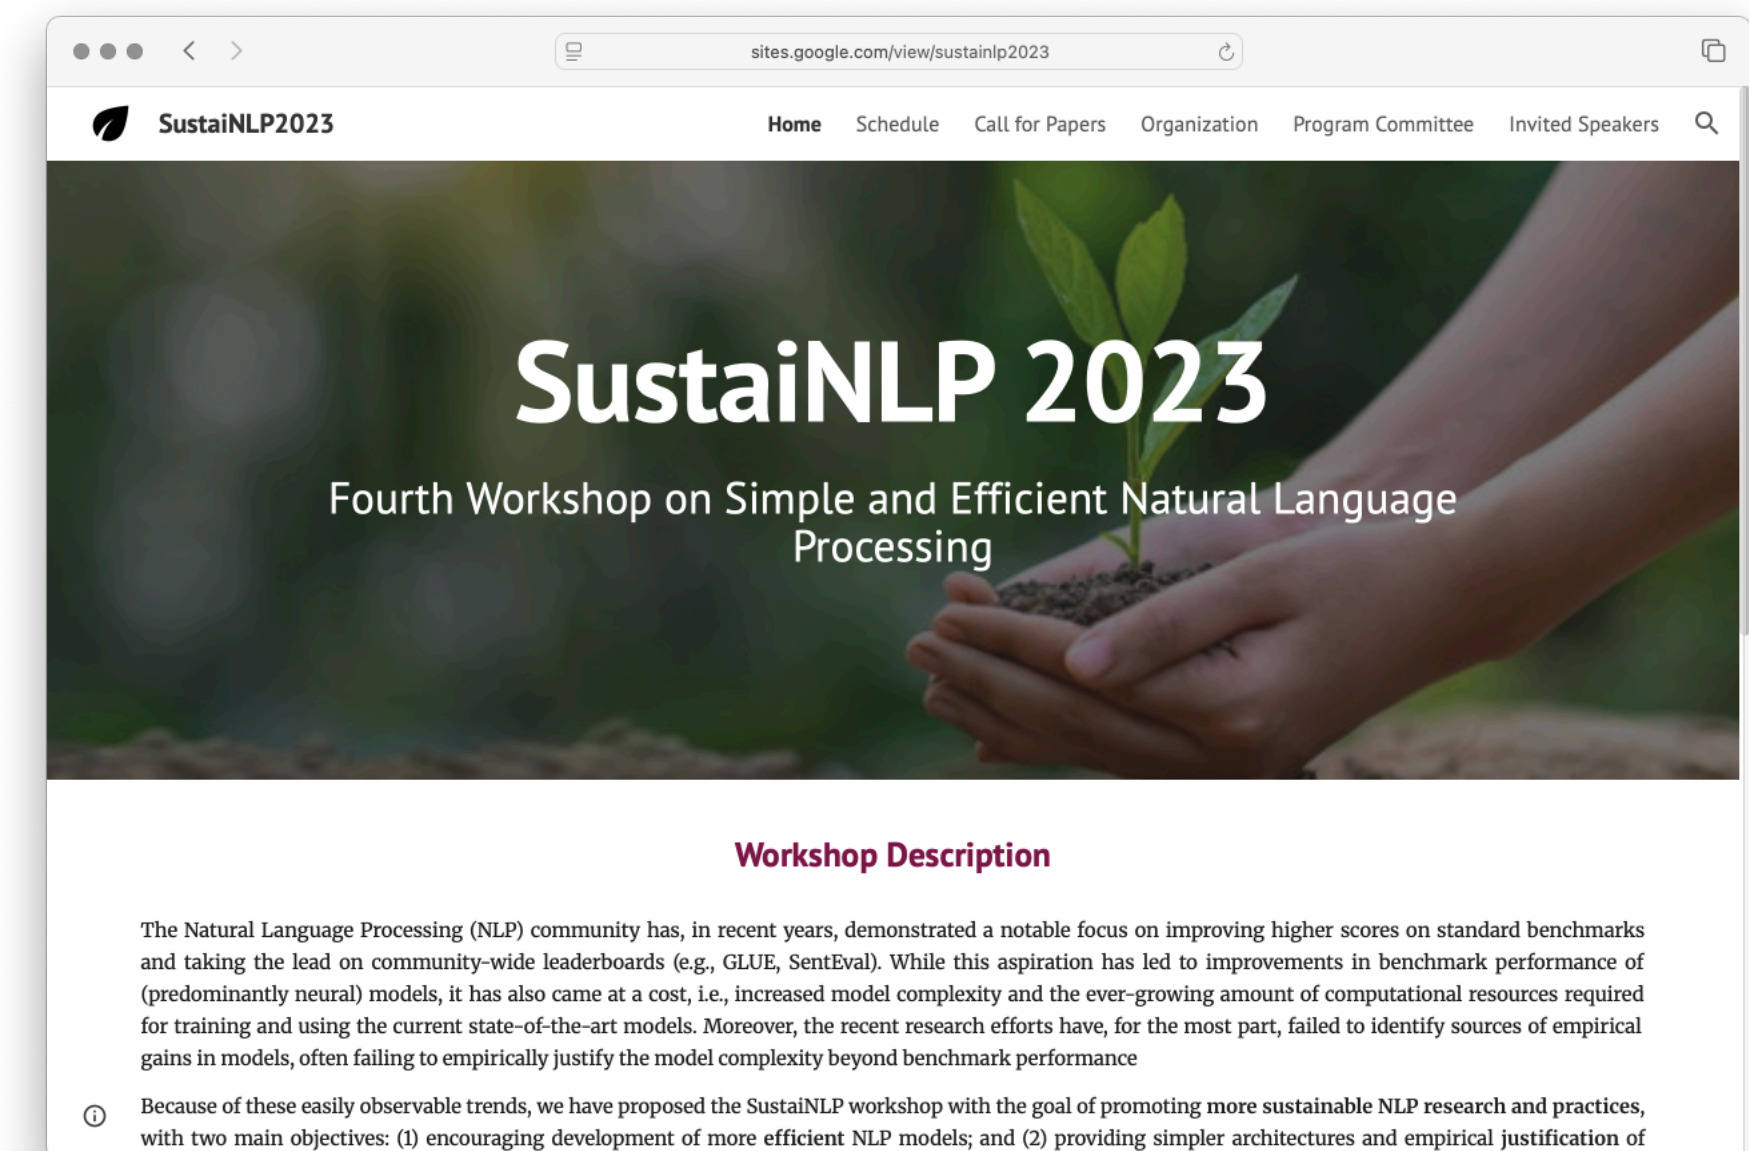 sites.google.com/view/sustainlp2023
SustaiNLP2023
Home Schedule Call for Papers Organization Program Committee Invited Speakers
SustaiNLP 2023
Fourth Workshop on Simple and Efficient Natural Language
Processing
Workshop Description
The Natural Language Processing (NLP) community has, in recent years, demonstrated a notable focus on improving higher scores on standard benchmarks
and taking the lead on community-wide leaderboards (e.g., GLUE, SentEval). While this aspiration has led to improvements in benchmark performance of
(predominantly neural) models, it has also came at a cost, i.e., increased model complexity and the ever-growing amount of computational resources required
for training and using the current state-of-the-art models. Moreover, the recent research efforts have, for the most part, failed to identify sources of empirical
gains in models, often failing to empirically justify the model complexity beyond benchmark performance
Because of these easily observable trends, we have proposed the SustaiNLP workshop with the goal of promoting more sustainable NLP research and practices,
with two main objectives: (1) encouraging development of more efficient NLP models; and (2) providing simpler architectures and empirical justification of